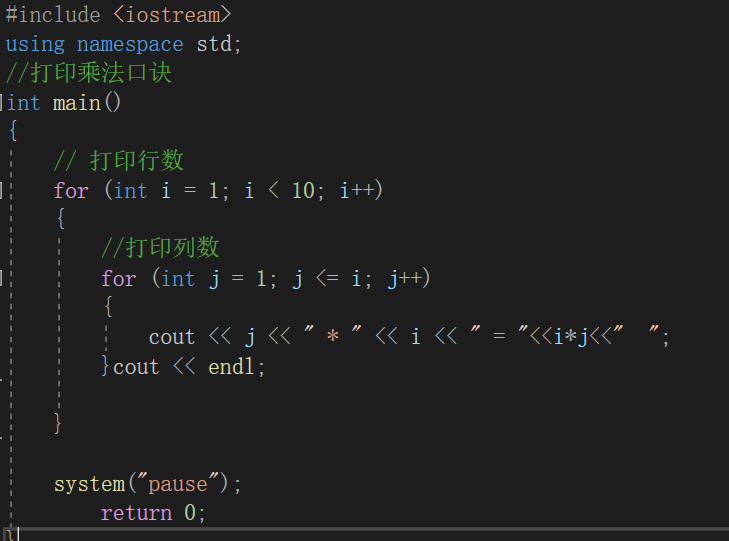 #include <iostream>
using namespace std;
//打印乘法口诀
int main()
{
// 打印行数
for (int i = 1; i < 10; i++)
{
//打印列数
for (int j = 1; j <= i; j++)
{
cout << j << " * " << i << " = "<<i*j<<"  ";
}cout << endl;
}
system("pause");
return 0;
}